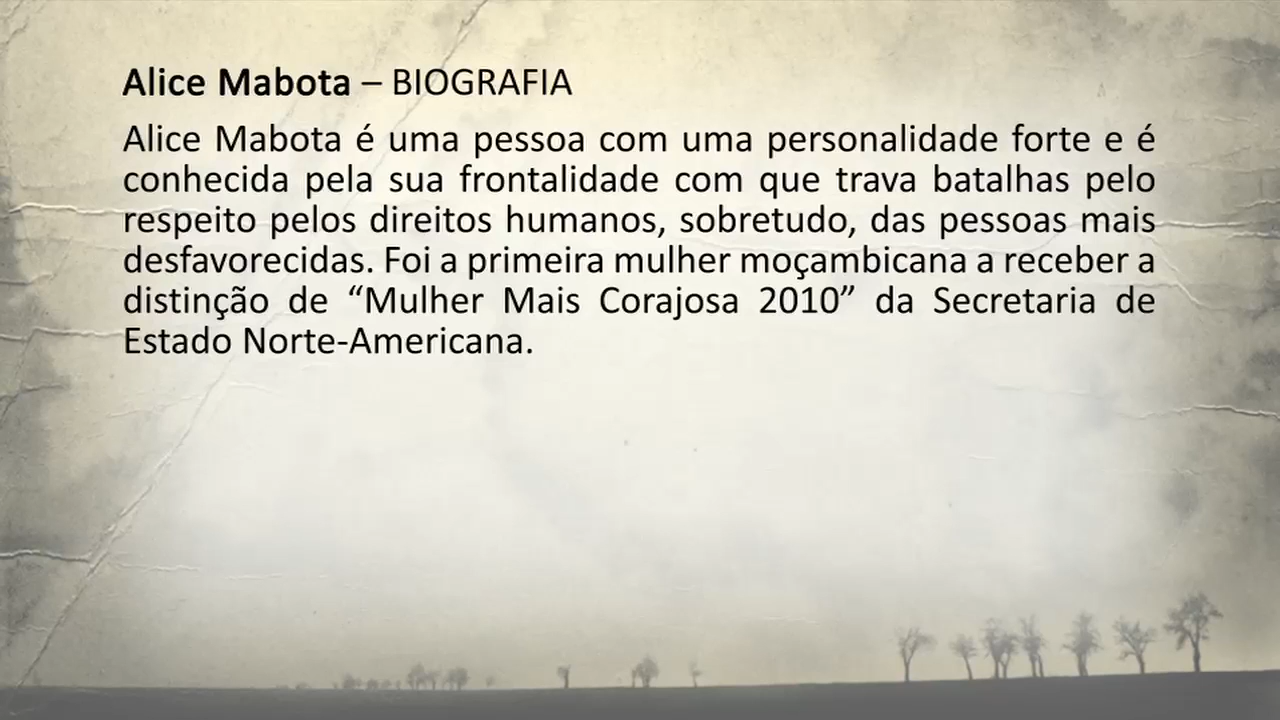 Alice Mabota – BIOGRAFIA
Alice Mabota é uma pessoa com uma personalidade forte e é
conhecida pela sua frontalidade com que trava batalhas pelo
respeito pelos direitos humanos, sobretudo, das pessoas mais
desfavorecidas. Foi a primeira mulher moçambicana a receber a
distinção de “Mulher Mais Corajosa 2010” da Secretaria de
Estado Norte-Americana.